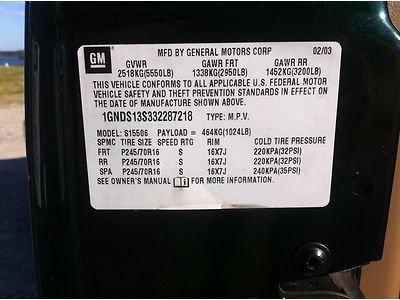 GM
MFD BY GENERAL MOTORS CORP 02/03
GVWR GAWR FRT GAWR RR
2518KG(5550LB) 1338KG(2950LB) 1452KG(3200LB)
THIS VEHICLE CONFORMS TO ALL APPLICABLE U.S. FEDERAL MOTOR
VEHICLE SAFETY AND THEFT PREVENTION STANDARDS IN EFFECT
ON THE DATE OF MANUFACTURE SHOWN ABOVE.
1GNDS13S332287218 TYPE: M.P.V.
MODEL: S15506 PAYLOAD = 464KG(1024LB)
SPMC TIRE SIZE SPEED RTG RIM COLD TIRE PRESSURE
FRT P245/70R16 S 16X7J 220KPA(32PSI)
RR P245/70R16 S 16X7J 220KPA(32PSI)
SPA P245/70R16 S 16X7J 240KPA(35PSI)
SEE OWNER'S MANUAL FOR MORE INFORMATION.